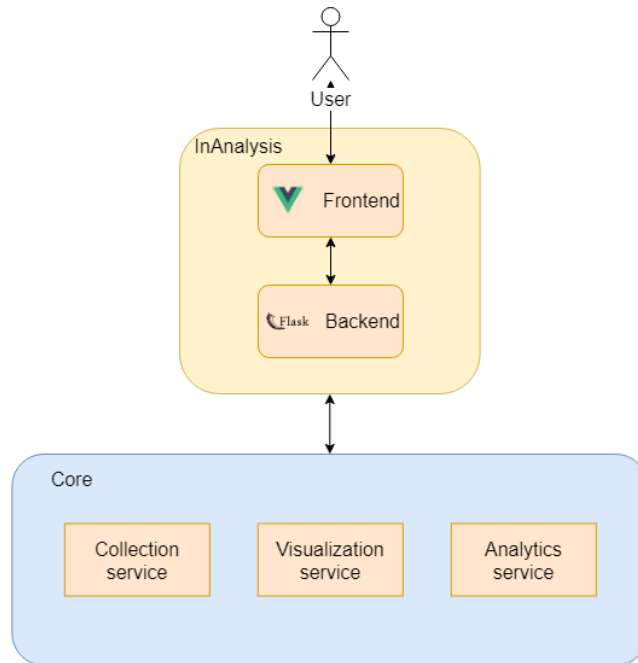 User
InAnalysis
Frontend
Flask Backend
Core
Collection
service
Visualization
service
Analytics
service